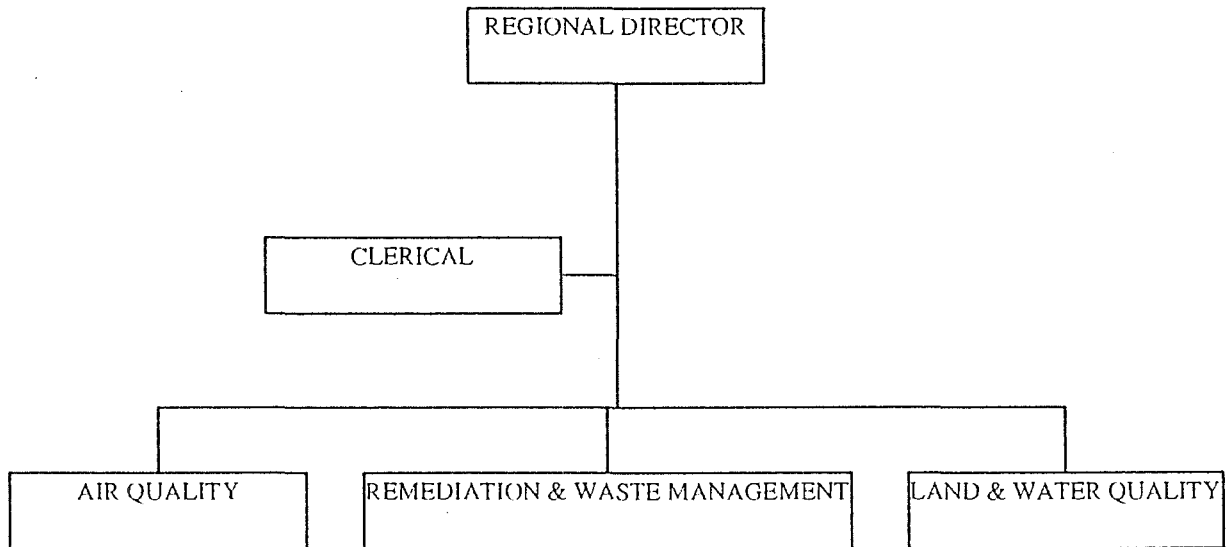 REGIONAL DIRECTOR
CLERICAL
AIR QUALITY
REMEDIATION & WASTE MANAGEMENT
LAND & WATER QUALITY